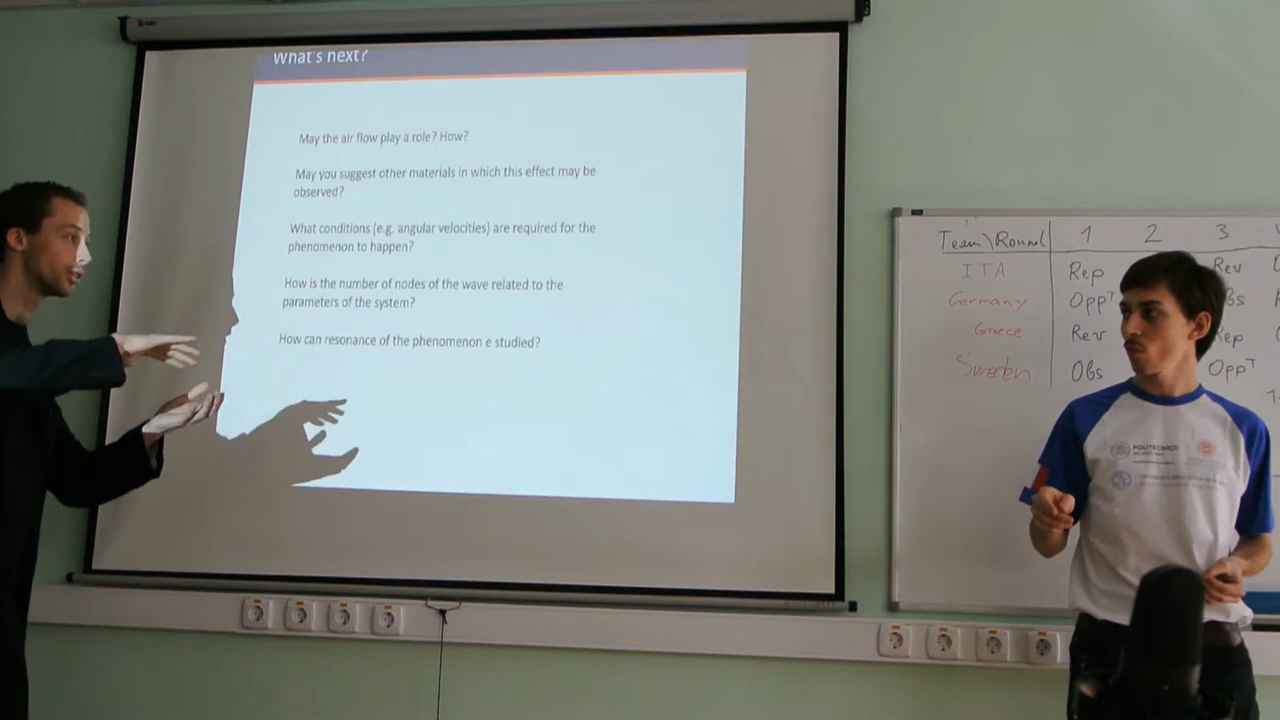 What's next?
May the air flow play a role? How?
May you suggest other materials in which this effect may be
observed?
What conditions (e.g. angular velocities) are required for the
phenomenon to happen?
How is the number of nodes of the wave related to the
parameters of the system?
How can resonance of the phenomenon e studied?
Team\Round 1 2 3
ITA Rep Rev
Germany Opp
Greece Rev
Sweden Obs Opp
POLITECNICO